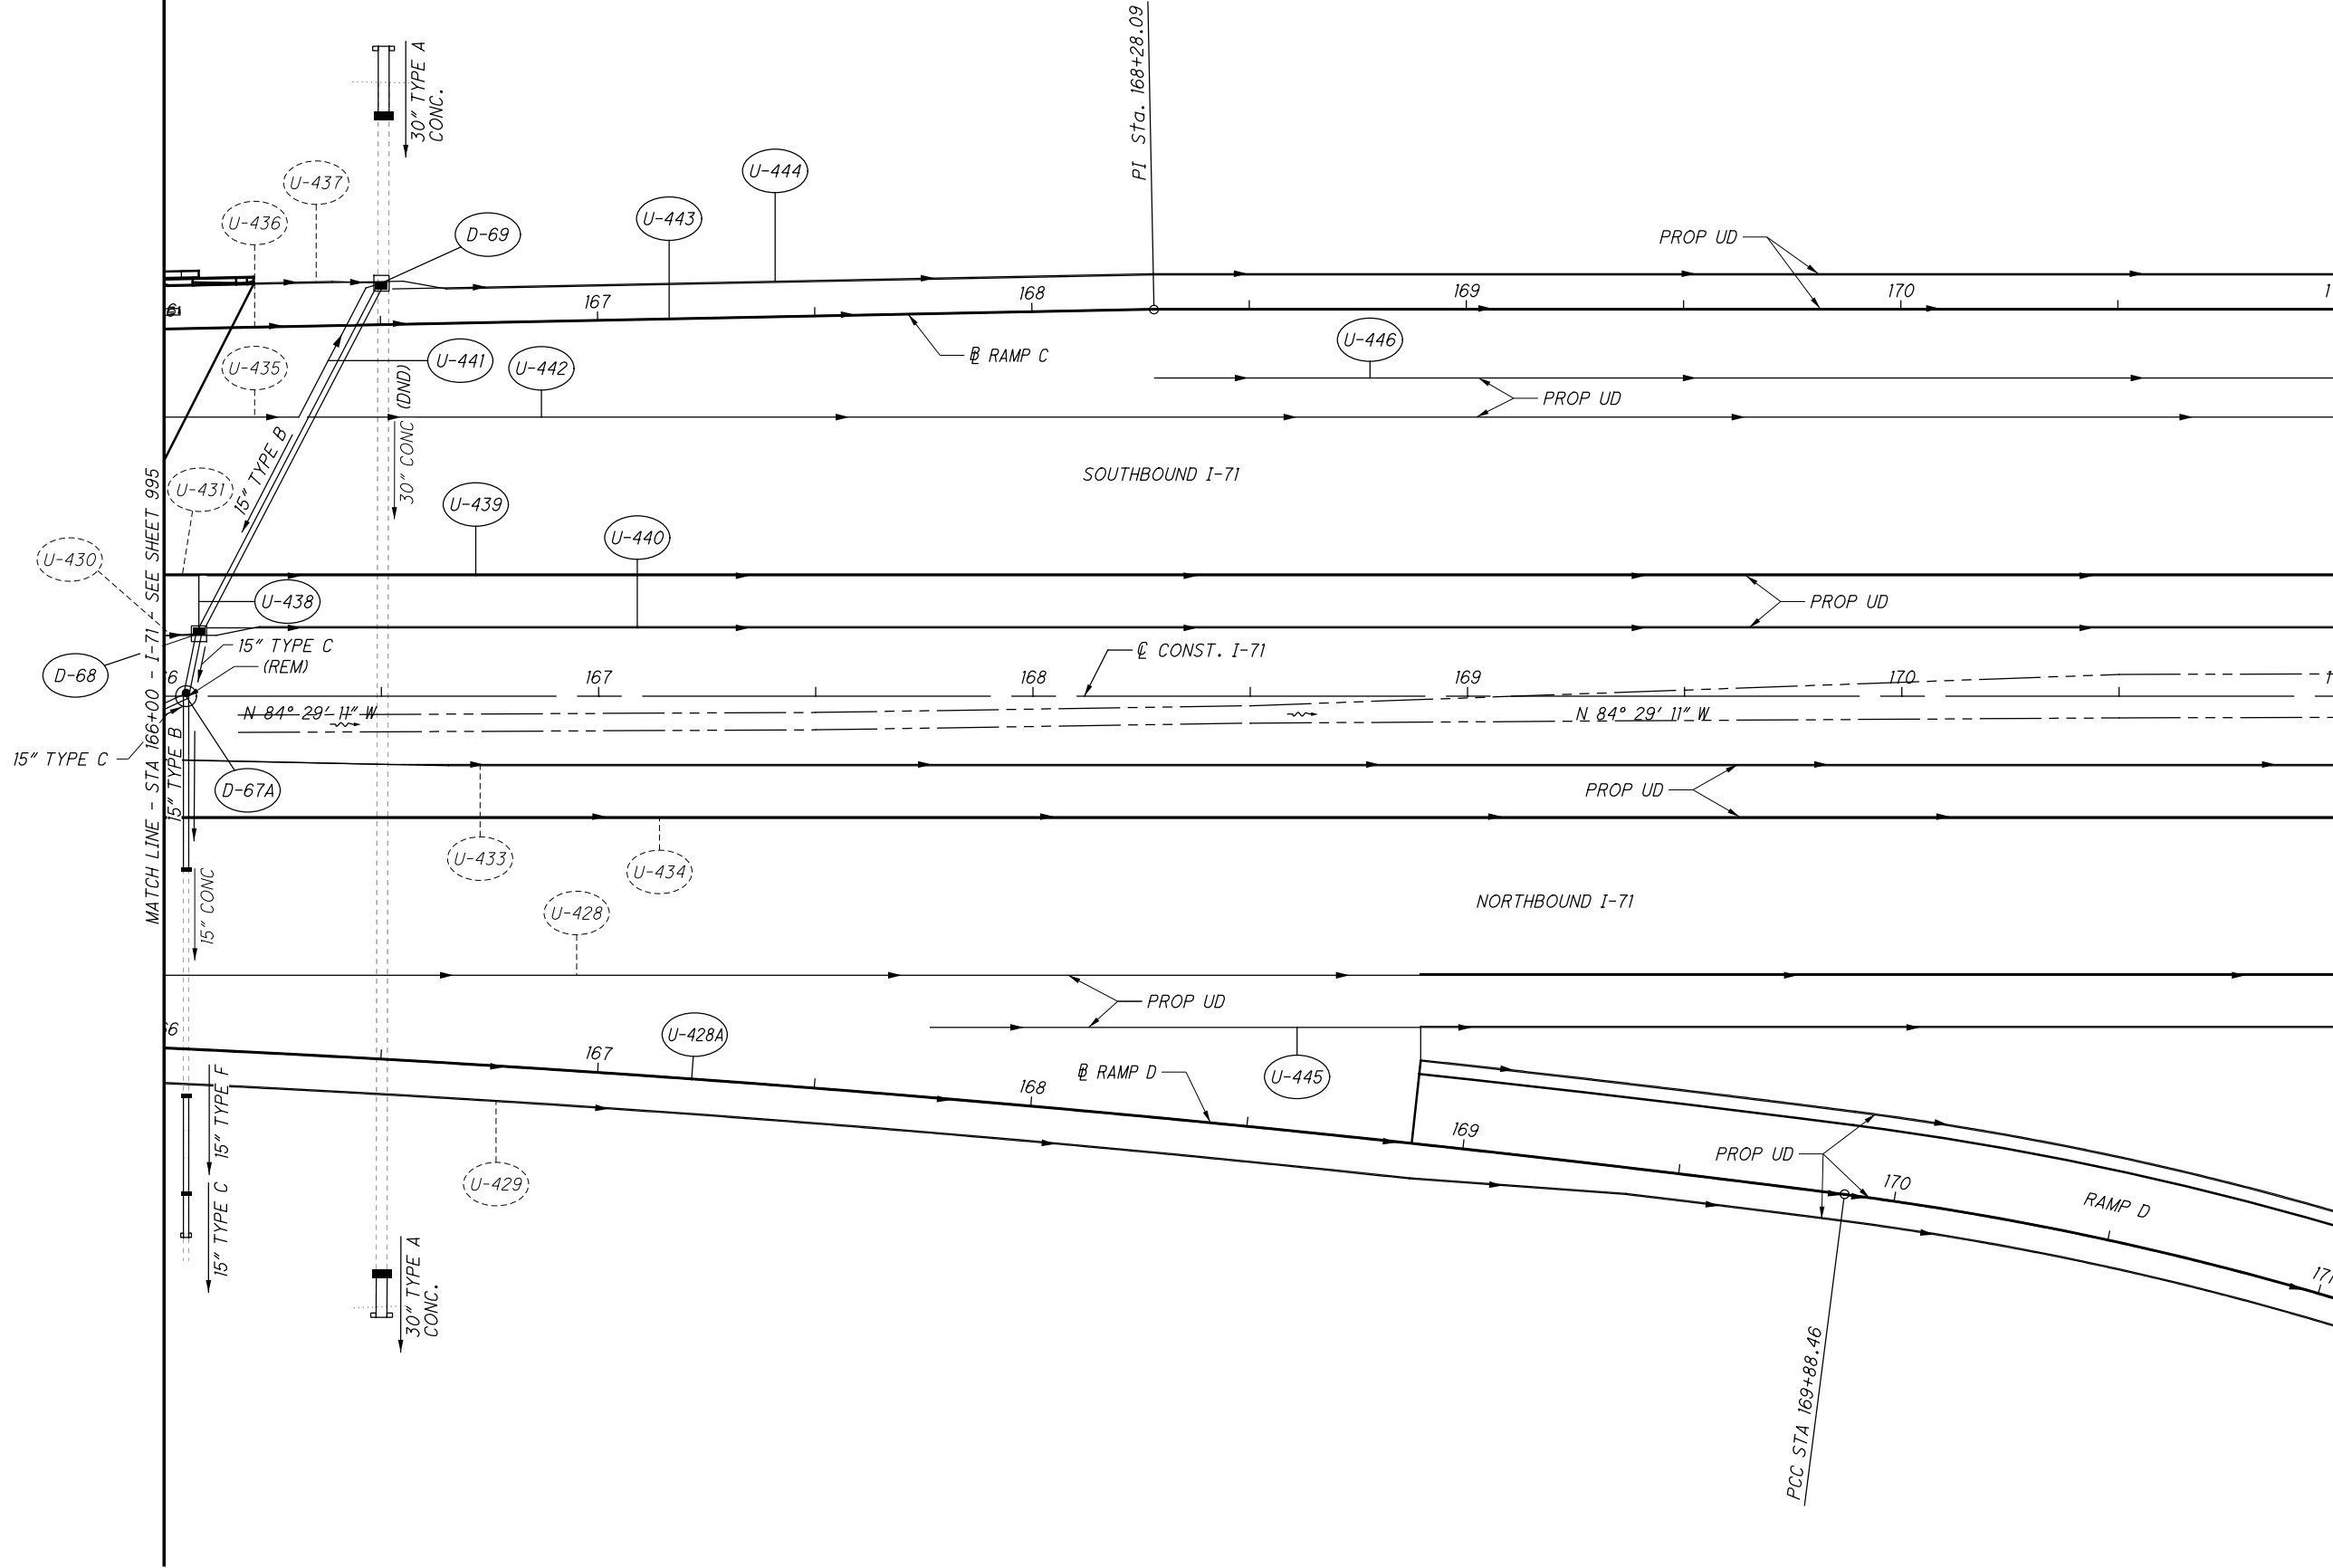 PI Sta. 168+28.09
30" TYPE A
CONC.
U-437
U-444
U-436
U-443
D-69
PROP UD
167
168
169
170
U-441
U-435
U-442
RAMP C
U-446
PROP UD
30" CONC (DND)
15" TYPE B
SOUTHBOUND I-71
U-431
U-439
U-440
U-430
U-438
PROP UD
MATCH LINE - STA 166+00 - I-71 - SEE SHEET 995
15" TYPE C
(REM)
CONST. I-71
D-68
167
168
169
170
N 84° 29' 11" W
N 84° 29' 11" W
15" TYPE C
15" TYPE B
D-67A
PROP UD
U-433
U-434
15" CONC
NORTHBOUND I-71
U-428
PROP UD
U-428A
167
168
RAMP D
U-445
169
PROP UD
170
RAMP D
171
15" TYPE F
U-429
15" TYPE C
30" TYPE A
CONC.
PCC STA 169+88.46